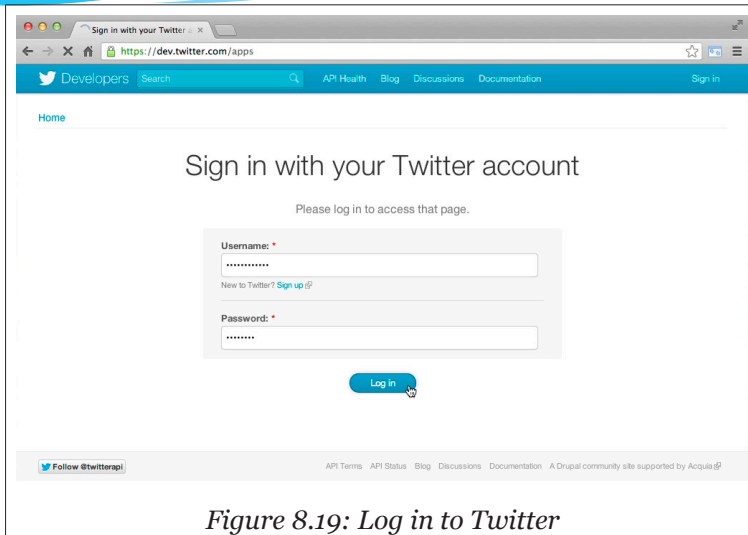 Sign in with your Twitter a
https://dev.twitter.com/apps
Developers Search API Health Blog Discussions Documentation Sign in
Home
Sign in with your Twitter account
Please log in to access that page.
Username: *
••••••••••••
New to Twitter? Sign up
Password: *
••••••••
Log in
Follow @twitterapi API Terms API Status Blog Discussions Documentation A Drupal community site supported by Acquia
Figure 8.19: Log in to Twitter